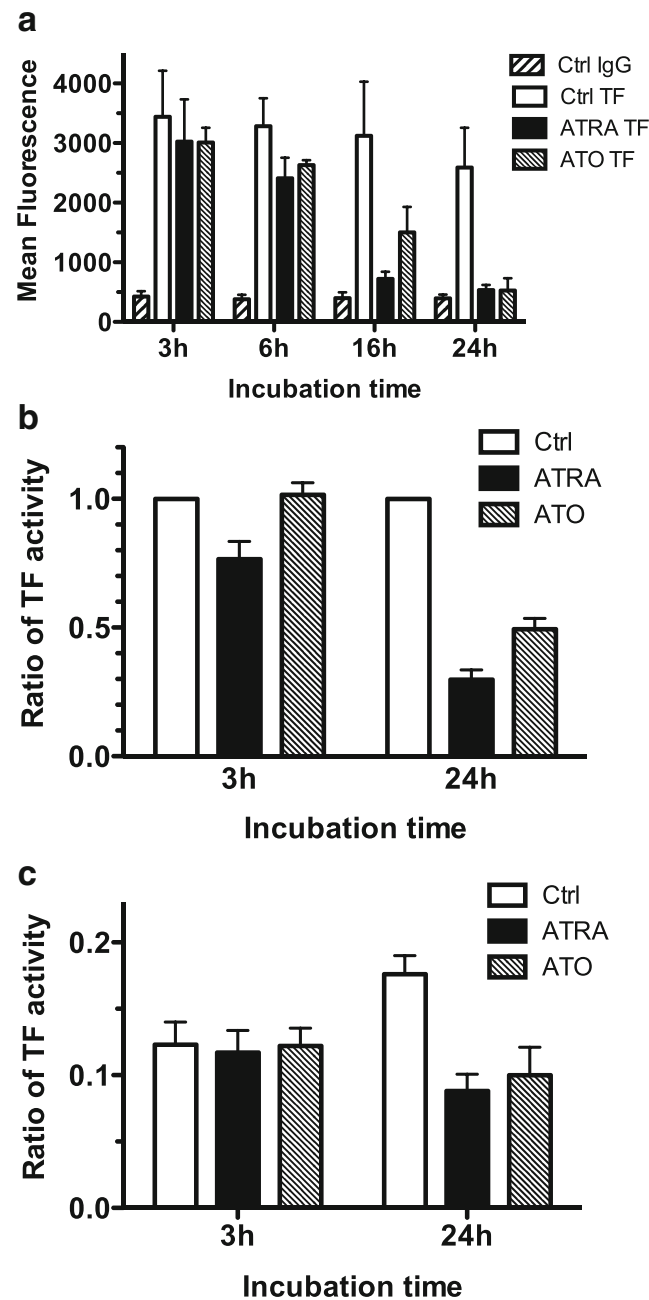 a
Mean Fluorescence
4000
3000
2000
1000
0
3h 6h 16h 24h
Incubation time
Ctrl IgG
Ctrl TF
ATRA TF
ATO TF
b
Ratio of TF activity
1.0
0.5
0.0
3h 24h
Incubation time
Ctrl
ATRA
ATO
c
Ratio of TF activity
0.2
0.1
0.0
3h 24h
Incubation time
Ctrl
ATRA
ATO